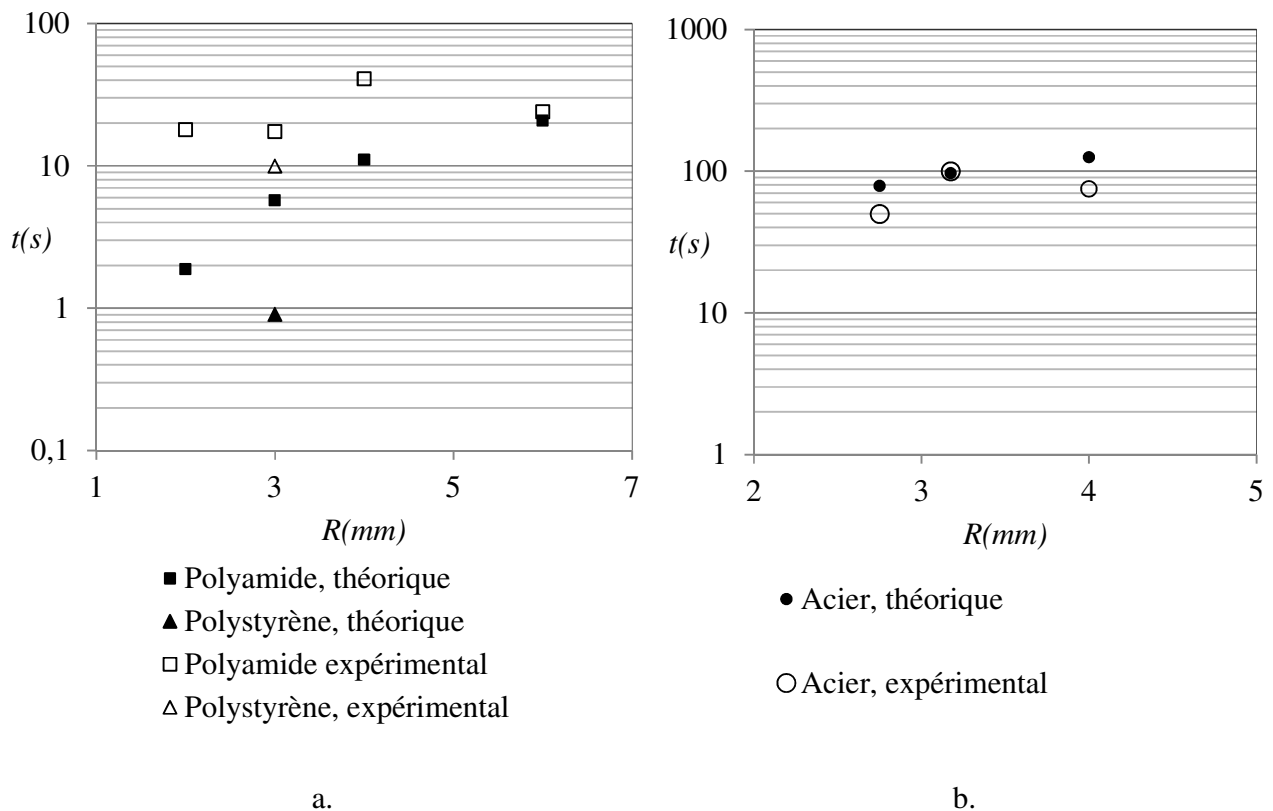 100
10
t(s)
1
0,1
1
3
5
7
R(mm)
Polyamide, théorique
Polystyrène, théorique
Polyamide expérimental
Polystyrène, expérimental
a.
1000
100
t(s)
10
1
2
3
4
5
R(mm)
Acier, théorique
Acier, expérimental
b.